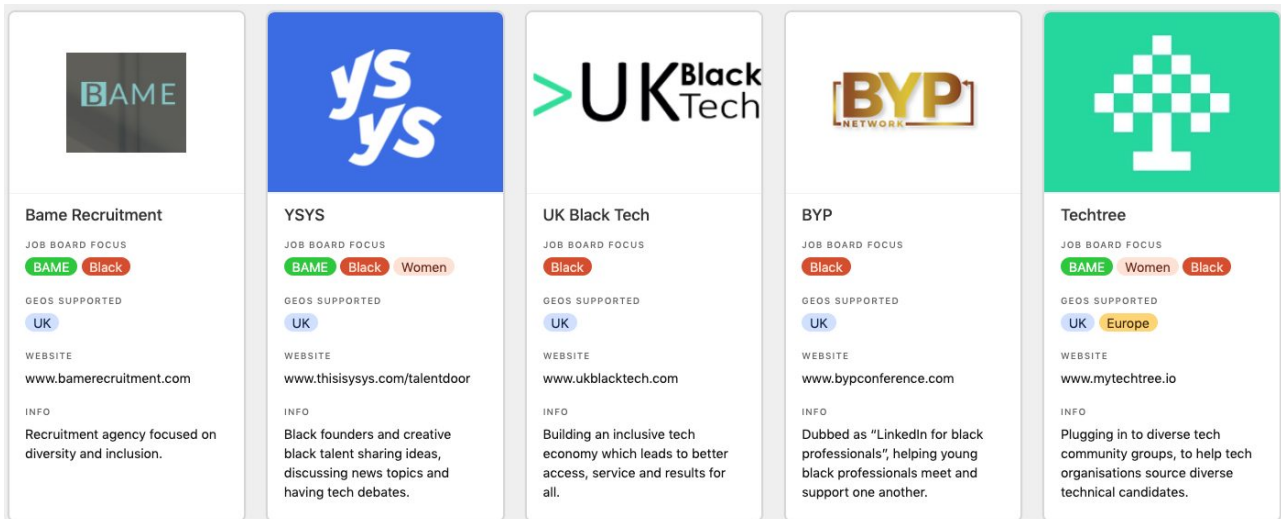 BAME
Bame Recruitment
JOB BOARD FOCUS
BAME Black
GEOS SUPPORTED
UK
WEBSITE
www.bamerecruitment.com
INFO
Recruitment agency focused on
diversity and inclusion.
ys
ys
YSYS
JOB BOARD FOCUS
BAME Black Women
GEOS SUPPORTED
UK
WEBSITE
www.thisisysys.com/talentdoor
INFO
Black founders and creative
black talent sharing ideas,
discussing news topics and
having tech debates.
>UK Black
Tech
UK Black Tech
JOB BOARD FOCUS
Black
GEOS SUPPORTED
UK
WEBSITE
www.ukblacktech.com
INFO
Building an inclusive tech
economy which leads to better
access, service and results for
all.
BYP
NETWORK
BYP
JOB BOARD FOCUS
Black
GEOS SUPPORTED
UK
WEBSITE
www.bypconference.com
INFO
Dubbed as “LinkedIn for black
professionals”, helping young
black professionals meet and
support one another.
Techtree
JOB BOARD FOCUS
BAME Women Black
GEOS SUPPORTED
UK Europe
WEBSITE
www.mytechtree.io
INFO
Plugging in to diverse tech
community groups, to help tech
organisations source diverse
technical candidates.